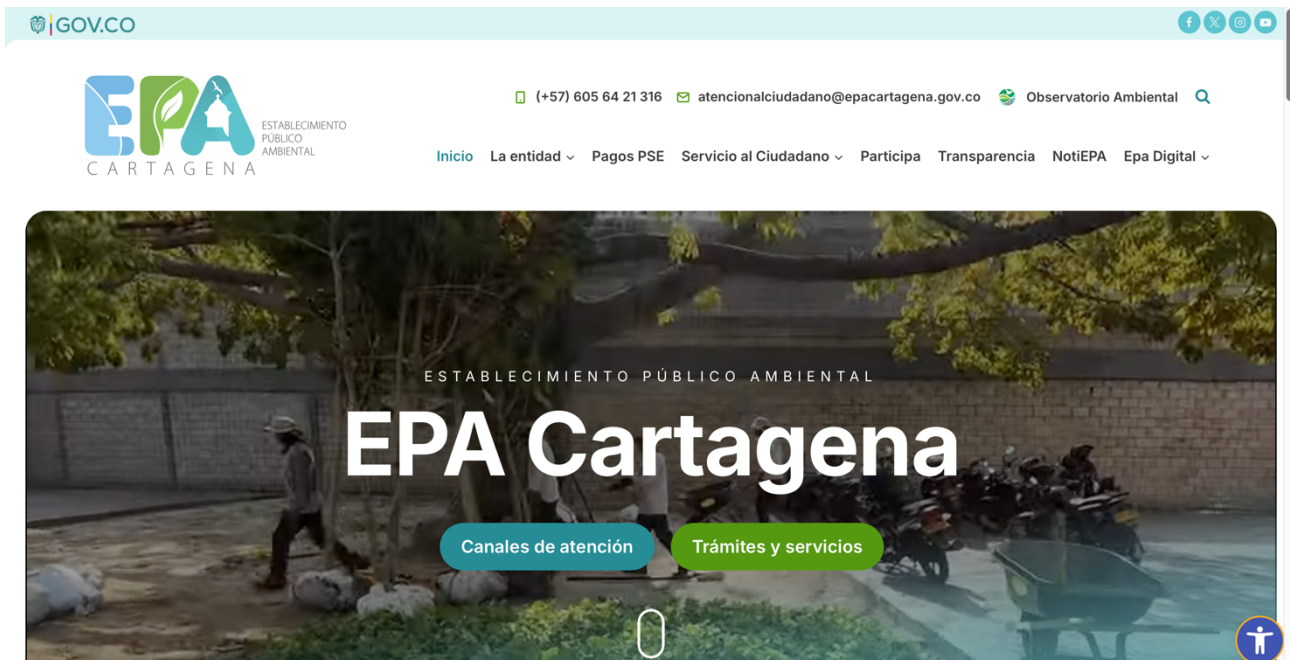 GOV.CO
EPA
ESTABLECIMIENTO
PÚBLICO
AMBIENTAL
CARTAGENA
(+57) 605 64 21 316 atencionalciudadano@epacartagena.gov.co Observatorio Ambiental
Inicio La entidad Pagos PSE Servicio al Ciudadano Participa Transparencia NotiEPA Epa Digital
ESTABLECIMIENTO PÚBLICO AMBIENTAL
EPA Cartagena
Canales de atención Trámites y servicios